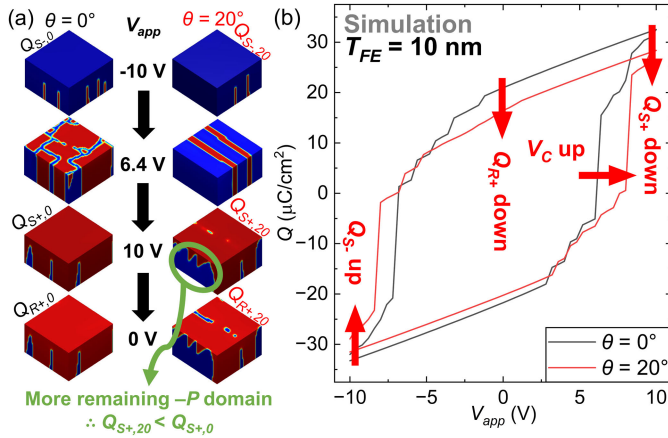 (a)
θ = 0°
V_app
θ = 20°
Q_S-,0
Q_S-,20
-10 V
6.4 V
Q_S+,0
Q_S+,20
10 V
Q_R+,0
Q_R+,20
0 V
More remaining –P domain
∴ Q_S+,20 < Q_S+,0
(b)
Simulation
T_FE = 10 nm
Q (μC/cm²)
30
20
10
0
-10
-20
-30
Q_S- up
Q_R+ down
V_C up
Q_S+ down
θ = 0°
θ = 20°
-10
-5
0
5
10
V_app (V)